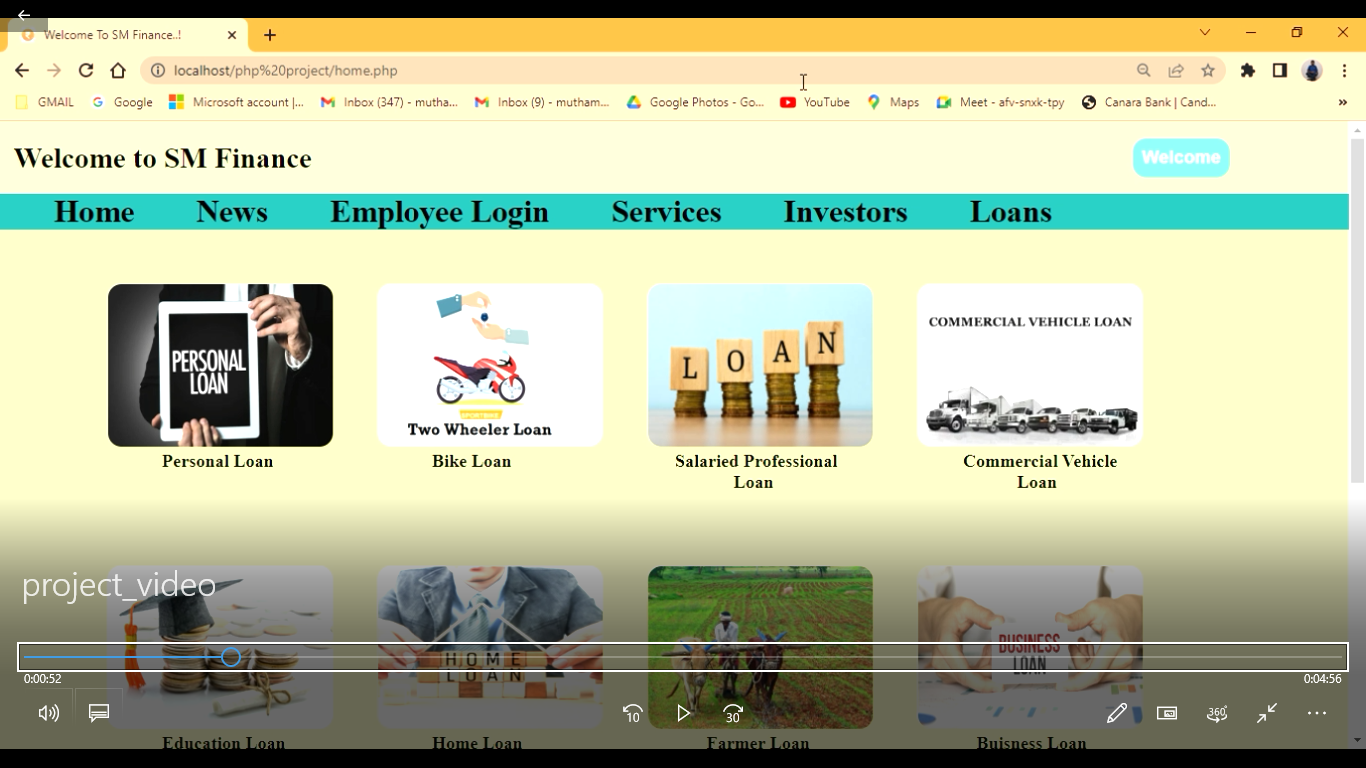 Welcome To SM Finance..!
localhost/php%20project/home.php
GMAIL Google Microsoft account |... Inbox (347) - mutha... Inbox (9) - mutham... Google Photos - Go... YouTube Maps Meet - afv-snxk-tpy Canara Bank | Cand... »
Welcome to SM Finance
Welcome
Home News Employee Login Services Investors Loans
PERSONAL
LOAN
Two Wheeler Loan
L O A N
COMMERCIAL VEHICLE LOAN
Personal Loan
Bike Loan
Salaried Professional
Loan
Commercial Vehicle
Loan
project_video
HOME
LOAN
BUSINESS
LOAN
0:00:52
0:04:56
10
30
360
Education Loan Home Loan Farmer Loan Buisness Loan